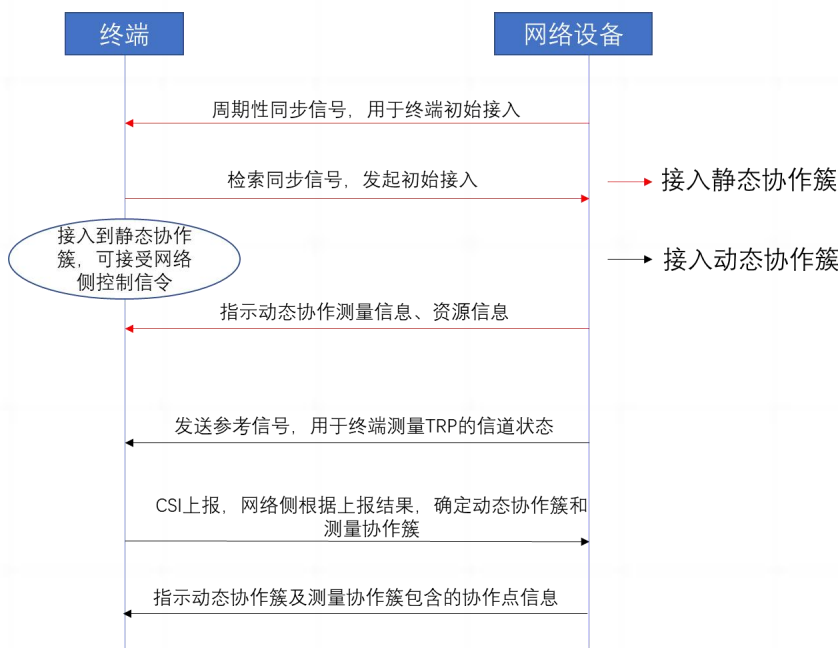 终端
网络设备
周期性同步信号，用于终端初始接入
检索同步信号，发起初始接入
接入静态协作簇
接入到静态协作
簇，可接受网络
侧控制信令
接入动态协作簇
指示动态协作测量信息、资源信息
发送参考信号，用于终端测量TRP的信道状态
CSI上报，网络侧根据上报结果，确定动态协作簇和
测量协作簇
指示动态协作簇及测量协作簇包含的协作点信息